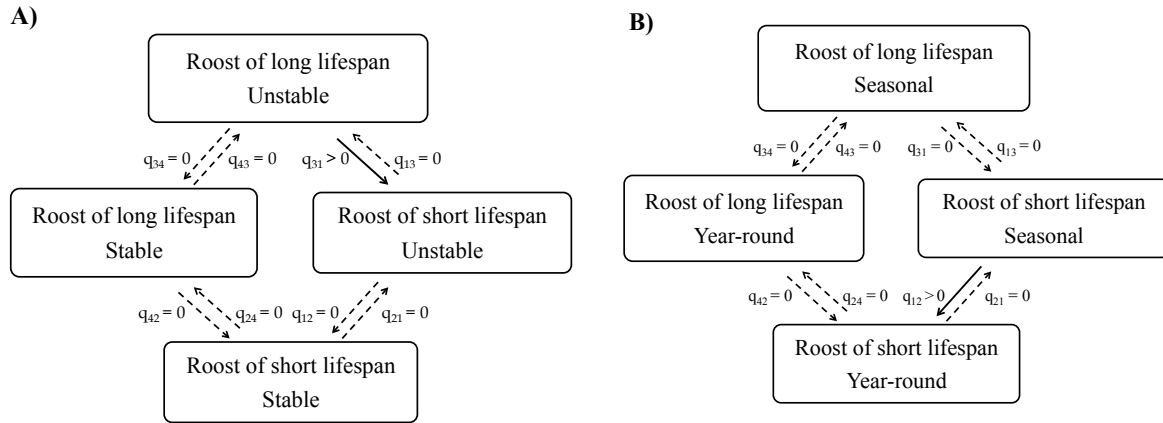 A)
Roost of long lifespan
Unstable
q34 = 0
q43 = 0
q31 > 0
q13 = 0
Roost of long lifespan
Stable
Roost of short lifespan
Unstable
q42 = 0
q24 = 0
q12 = 0
q21 = 0
Roost of short lifespan
Stable
B)
Roost of long lifespan
Seasonal
q34 = 0
q43 = 0
q31 = 0
q13 = 0
Roost of long lifespan
Year-round
Roost of short lifespan
Seasonal
q42 = 0
q24 = 0
q12 > 0
q21 = 0
Roost of short lifespan
Year-round